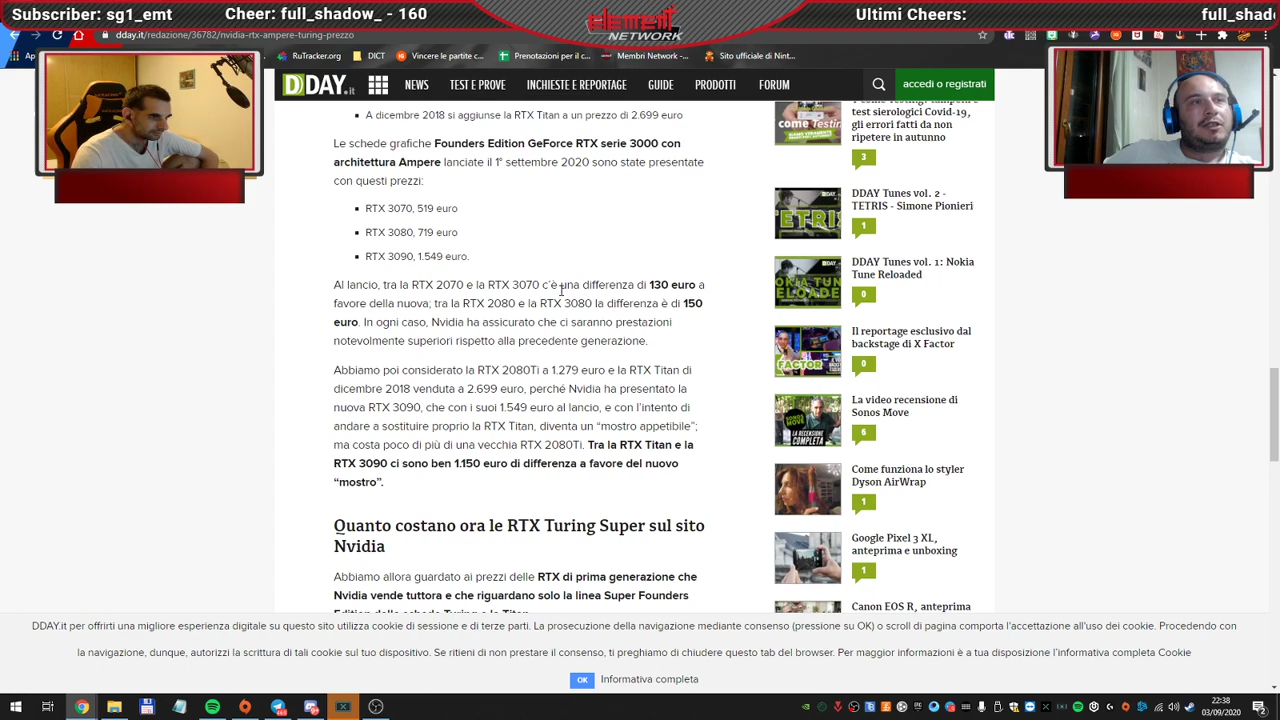 Subscriber: sg1_emt
Cheer: full_shadow_ - 160
element
NETWORK
Ultimi Cheers:
full_shad
dday.it/redazione/36782/nvidia-rtx-ampere-turing-prezzo
RuTracker.org
DICT
Vincere le partite c...
Prenotazioni per i c...
Membri Network -...
Sito ufficiale di Nint...
DDAY.it
NEWS
TEST E PROVE
INCHIESTE E REPORTAGE
GUIDE
PRODOTTI
FORUM
accedi o registrati
A dicembre 2018 si aggiunse la RTX Titan a un prezzo di 2.699 euro
Le schede grafiche Founders Edition GeForce RTX serie 3000 con
architettura Ampere lanciate il 1° settembre 2020 sono state presentate
con questi prezzi:
RTX 3070, 519 euro
RTX 3080, 719 euro
RTX 3090, 1.549 euro.
Al lancio, tra la RTX 2070 e la RTX 3070 c'è una differenza di 130 euro a
favore della nuova; tra la RTX 2080 e la RTX 3080 la differenza è di 150
euro. In ogni caso, Nvidia ha assicurato che ci saranno prestazioni
notevolmente superiori rispetto alla precedente generazione.
Abbiamo poi considerato la RTX 2080Ti a 1.279 euro e la RTX Titan di
dicembre 2018 venduta a 2.699 euro, perché Nvidia ha presentato la
nuova RTX 3090, che con i suoi 1.549 euro al lancio, e con l'intento di
andare a sostituire proprio la RTX Titan, diventa un “mostro appetibile”;
ma costa poco di più di una vecchia RTX 2080Ti. Tra la RTX Titan e la
RTX 3090 ci sono ben 1.150 euro di differenza a favore del nuovo
“mostro”.
Quanto costano ora le RTX Turing Super sul sito
Nvidia
Abbiamo allora guardato ai prezzi delle RTX di prima generazione che
Nvidia vende tuttora e che riguardano solo la linea Super Founders
test sierologici Covid-19,
gli errori fatti da non
ripetere in autunno
3
DDAY Tunes vol. 2 -
TETRIS - Simone Pionieri
1
DDAY Tunes vol. 1: Nokia
Tune Reloaded
0
Il reportage esclusivo dal
backstage di X Factor
0
La video recensione di
Sonos Move
6
Come funziona lo styler
Dyson AirWrap
1
Google Pixel 3 XL,
anteprima e unboxing
1
Canon EOS R, anteprima
DDAY.it per offrirti una migliore esperienza digitale su questo sito utilizza cookie di sessione e di terze parti. La prosecuzione della navigazione mediante consenso (pressione su OK) o scroll di pagina comporta l'accettazione all'uso dei cookie. Procedendo con
la navigazione, dunque, autorizzi la scrittura di tali cookie sul tuo dispositivo. Se ritieni di non prestare il consenso, ti preghiamo di chiudere questo tab del browser. Per maggior informazioni è a tua disposizione l'informativa completa Cookie
OK
Informativa completa
22:38
03/09/2020